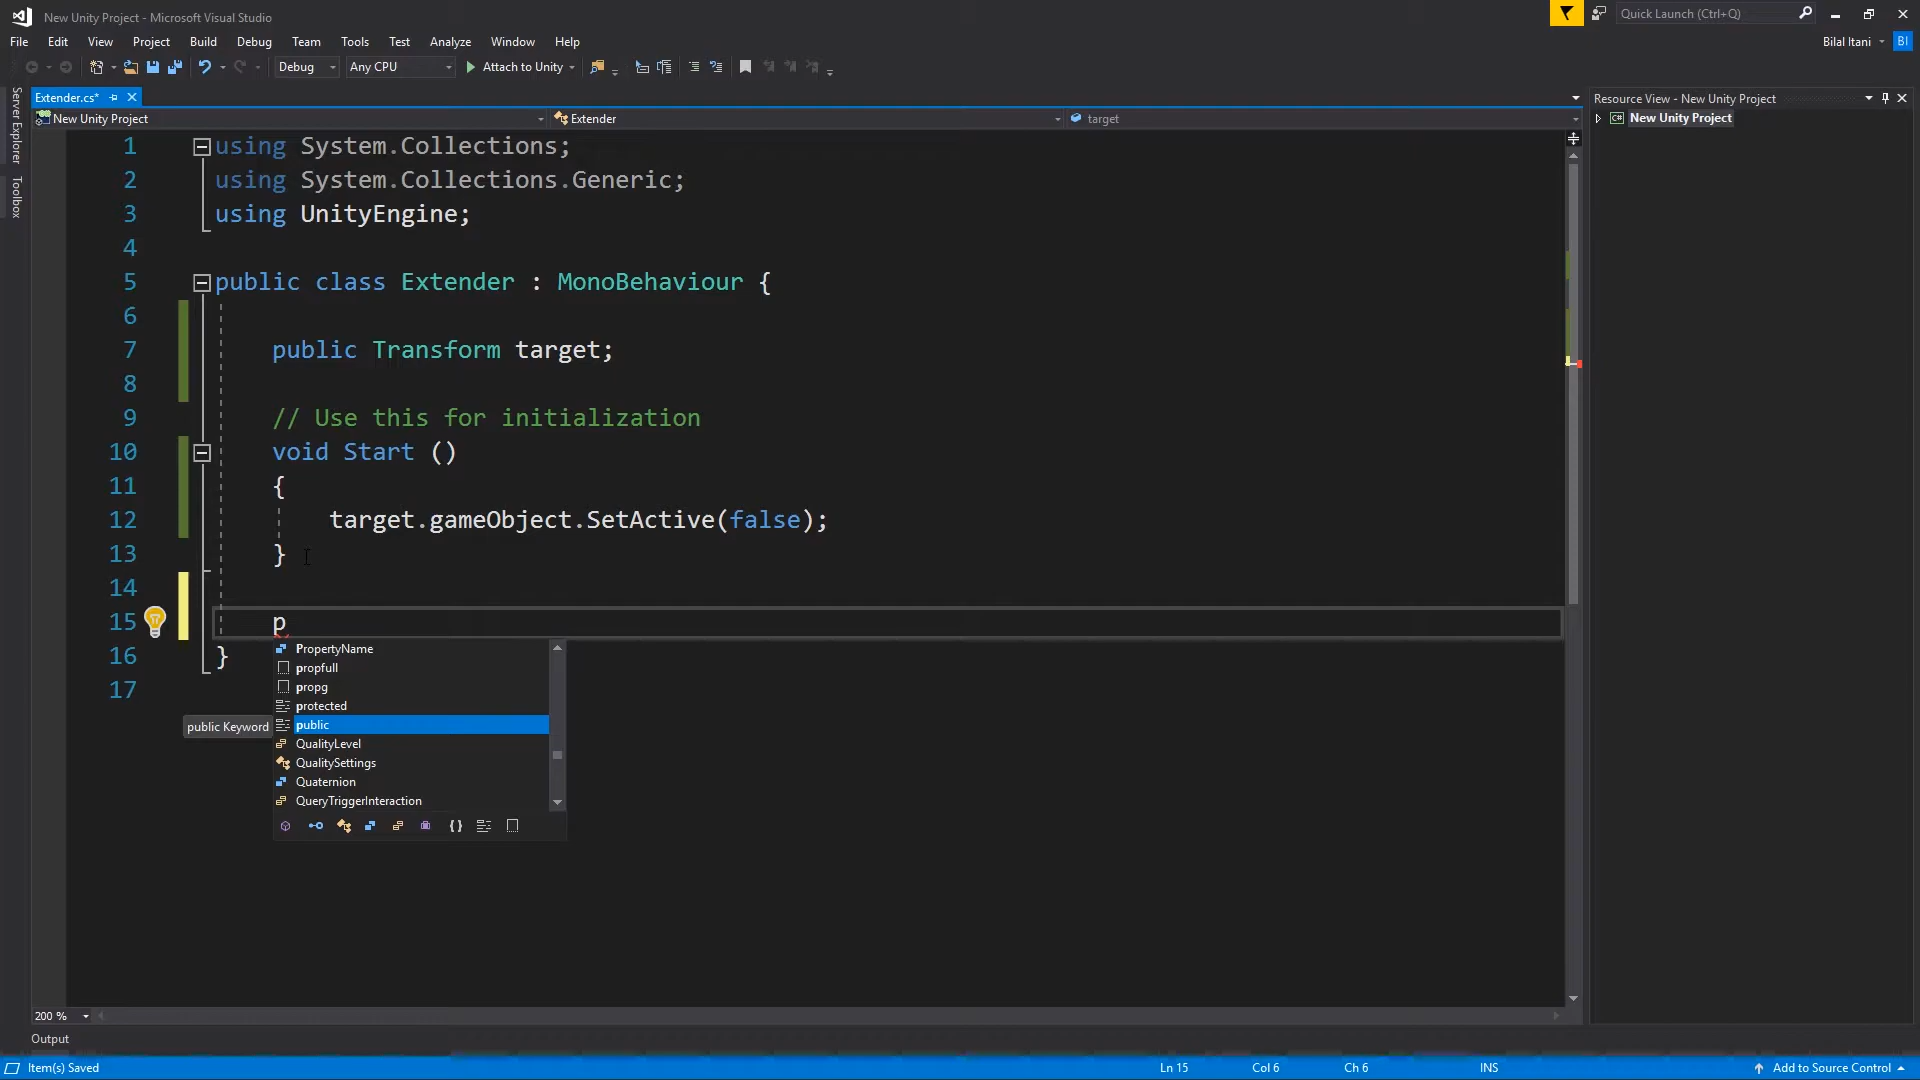 New Unity Project - Microsoft Visual Studio
Quick Launch (Ctrl+Q)
File Edit View Project Build Debug Team Tools Test Analyze Window Help
Bilal Itani BI
Debug Any CPU Attach to Unity
Server Explorer
Toolbox
Extender.cs*
Resource View - New Unity Project
New Unity Project Extender target
New Unity Project
1 using System.Collections;
2 using System.Collections.Generic;
3 using UnityEngine;
4
5 public class Extender : MonoBehaviour {
6
7 public Transform target;
8
9 // Use this for initialization
10 void Start ()
11 {
12 target.gameObject.SetActive(false);
13 }
14
15 p
16 }
17
PropertyName
propfull
propg
protected
public Keyword
public
QualityLevel
QualitySettings
Quaternion
QueryTriggerInteraction
200 %
Output
Item(s) Saved
Ln 15 Col 6 Ch 6 INS
Add to Source Control